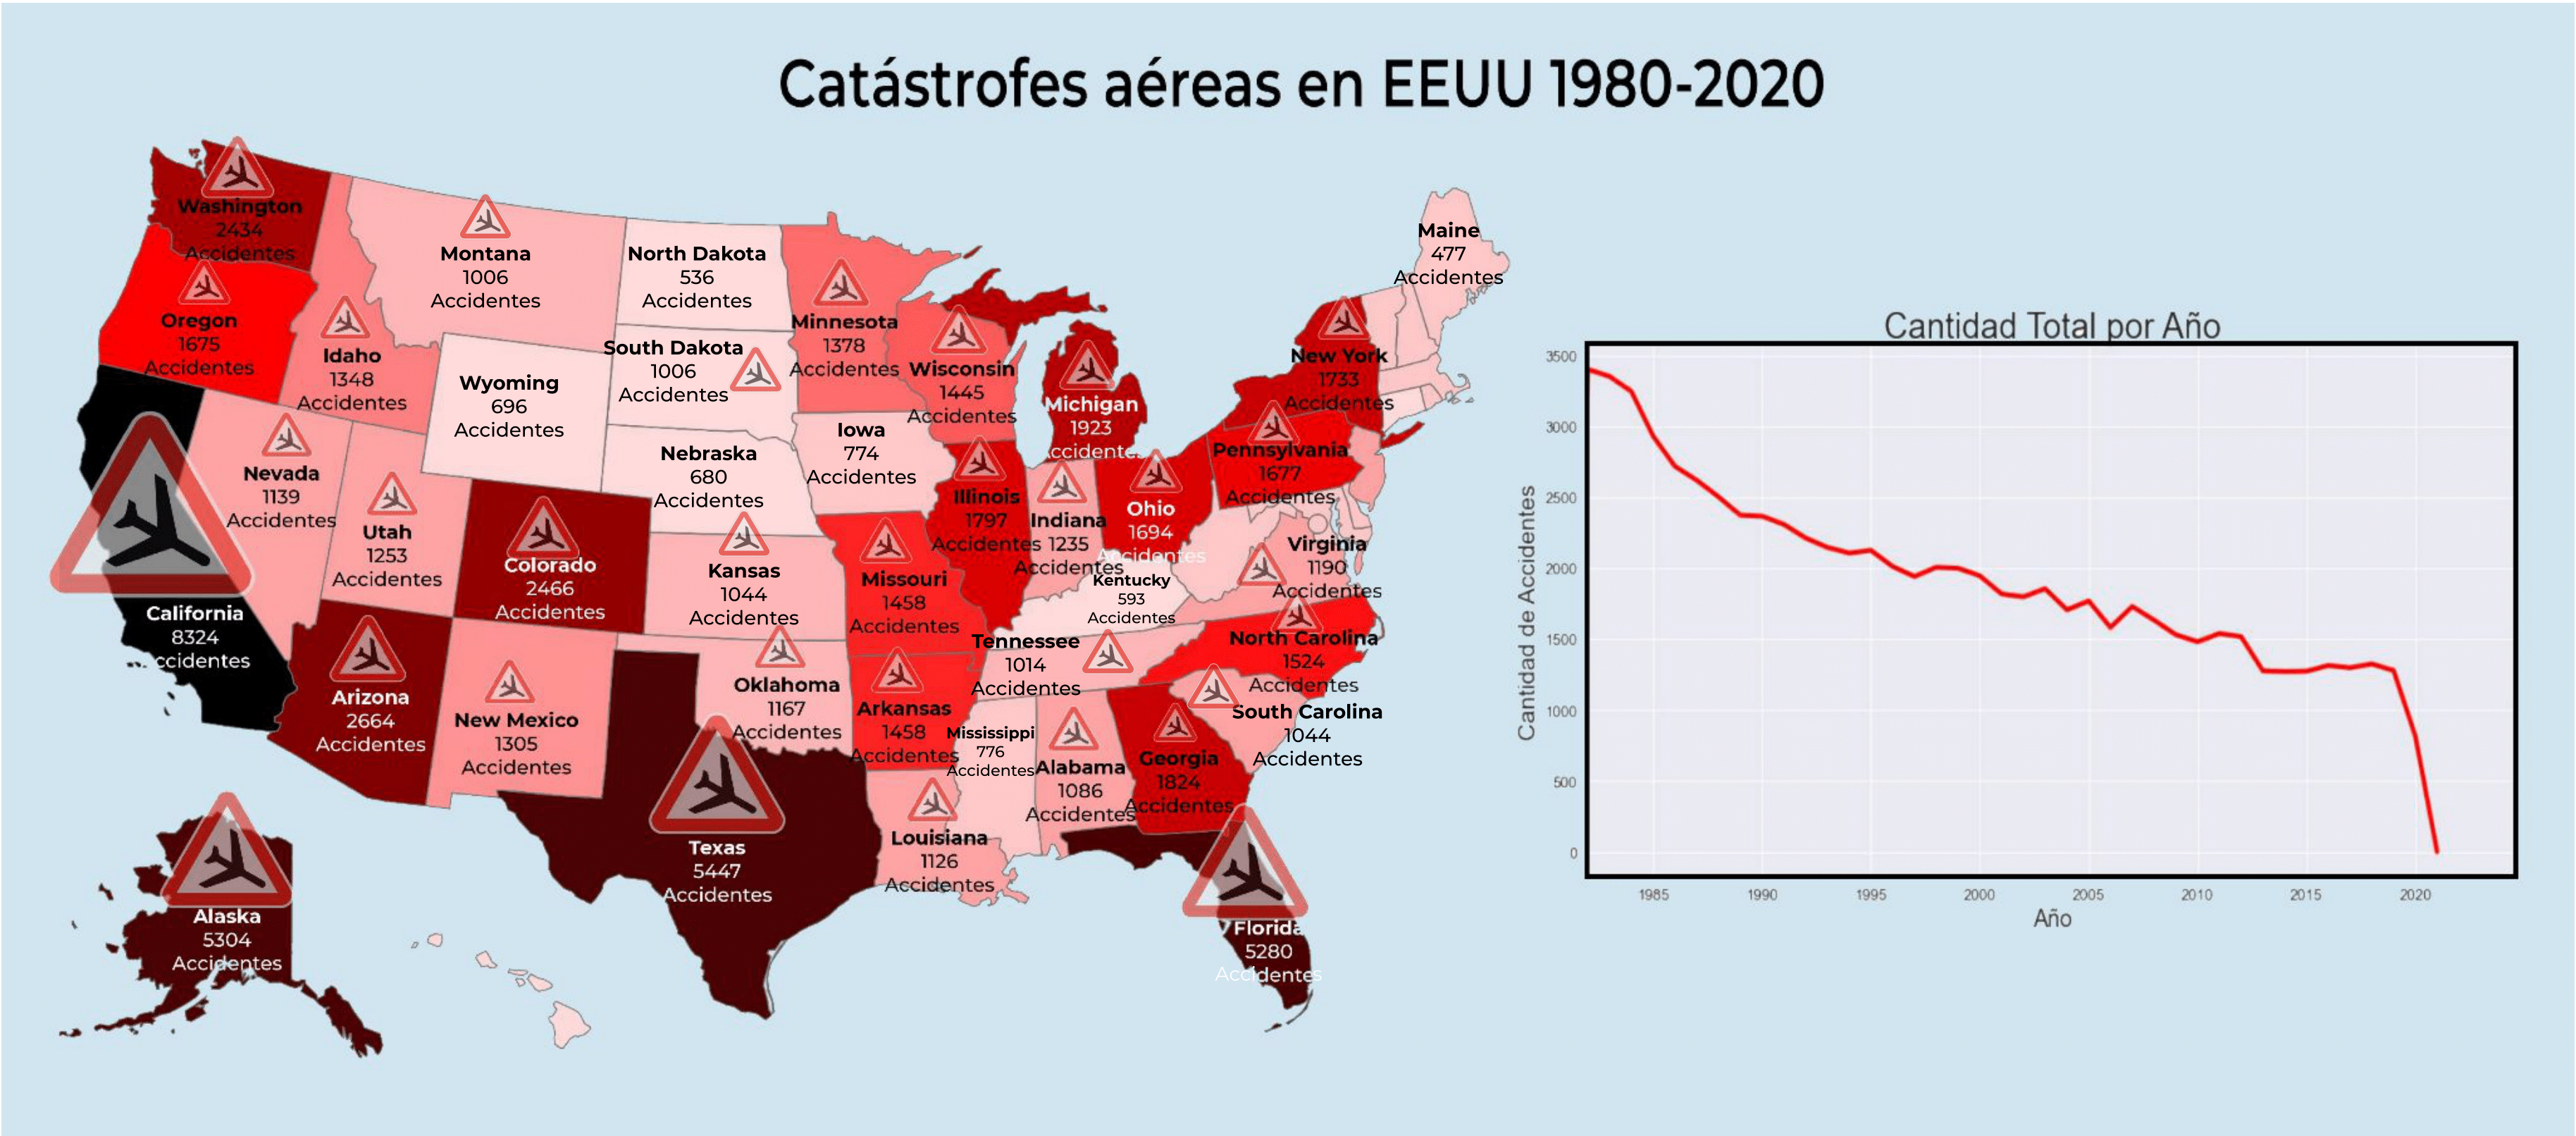 Catástrofes aéreas en EEUU 1980-2020
Washington
2434
Accidentes
Oregon
1675
Accidentes
Idaho
1348
Accidentes
Montana
1006
Accidentes
North Dakota
536
Accidentes
South Dakota
1006
Accidentes
Wyoming
696
Accidentes
Nebraska
680
Accidentes
Minnesota
1378
Accidentes
Wisconsin
1445
Accidentes
Iowa
774
Accidentes
Michigan
1923
ccidentes
New York
1733
Accidentes
Maine
477
Accidentes
Pennsylvania
1677
Accidentes
Nevada
1139
Accidentes
Utah
1253
Accidentes
Colorado
2466
Accidentes
Kansas
1044
Accidentes
Missouri
1458
Accidentes
Illinois
1797
Accidentes
Indiana
1235
Accidentes
Ohio
1694
Accidentes
Kentucky
593
Accidentes
Virginia
1190
Accidentes
California
8324
ccidentes
Arizona
2664
Accidentes
New Mexico
1305
Accidentes
Oklahoma
1167
Accidentes
Arkansas
1458
Accidentes
Tennessee
1014
Accidentes
North Carolina
1524
Accidentes
South Carolina
1044
Accidentes
Mississippi
776
Accidentes
Alabama
1086
Accidentes
Georgia
1824
Accidentes
Texas
5447
Accidentes
Louisiana
1126
Accidentes
Florida
5280
Accidentes
Alaska
5304
Accidentes
Cantidad Total por Año
Cantidad de Accidentes
3500
3000
2500
2000
1500
1000
500
0
1985 1990 1995 2000 2005 2010 2015 2020
Año